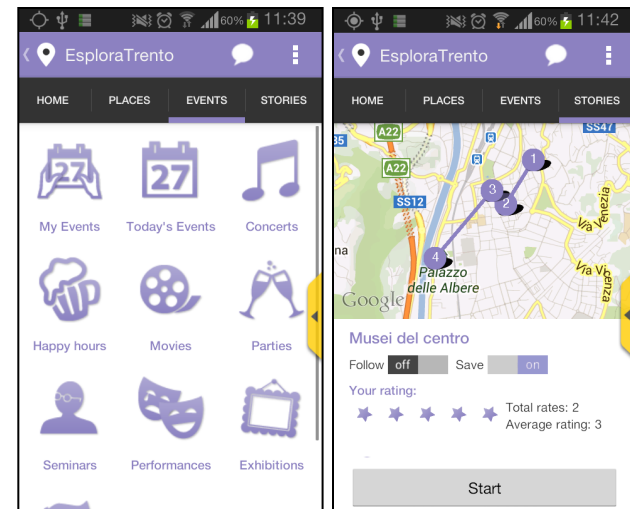 60% 11:39
EsploraTrento
HOME PLACES EVENTS STORIES
27 27
My Events Today's Events Concerts
Happy hours Movies Parties
Seminars Performances Exhibitions
60% 11:42
EsploraTrento
HOME PLACES EVENTS STORIES
A22
SS47
35
A22
1
3
SS12
2
Via Venezia
na
4
Palazzo
delle Albere
Via Vicenza
Google
Musei del centro
Follow off Save on
Your rating:
Total rates: 2
Average rating: 3
Start